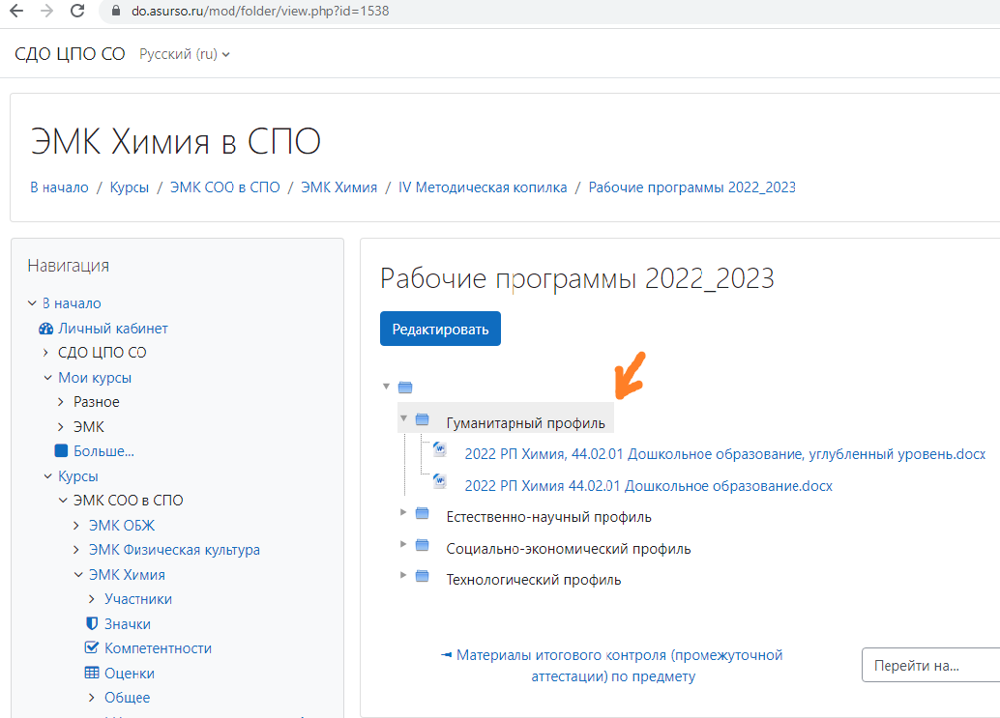 do.asurso.ru/mod/folder/view.php?id=1538
СДО ЦПО СО Русский (ru)
ЭМК Химия в СПО
В начало / Курсы / ЭМК СОО в СПО / ЭМК Химия / IV Методическая копилка / Рабочие программы 2022_2023
Навигация
В начало
Личный кабинет
СДО ЦПО СО
Мои курсы
Разное
ЭМК
Больше...
Курсы
ЭМК СОО в СПО
ЭМК ОБЖ
ЭМК Физическая культура
ЭМК Химия
Участники
Значки
Компетентности
Оценки
Общее
Рабочие программы 2022_2023
Редактировать
Гуманитарный профиль
2022 РП Химия, 44.02.01 Дошкольное образование, углубленный уровень.docx
2022 РП Химия 44.02.01 Дошкольное образование.docx
Естественно-научный профиль
Социально-экономический профиль
Технологический профиль
◄ Материалы итогового контроля (промежуточной
аттестации) по предмету
Перейти на...